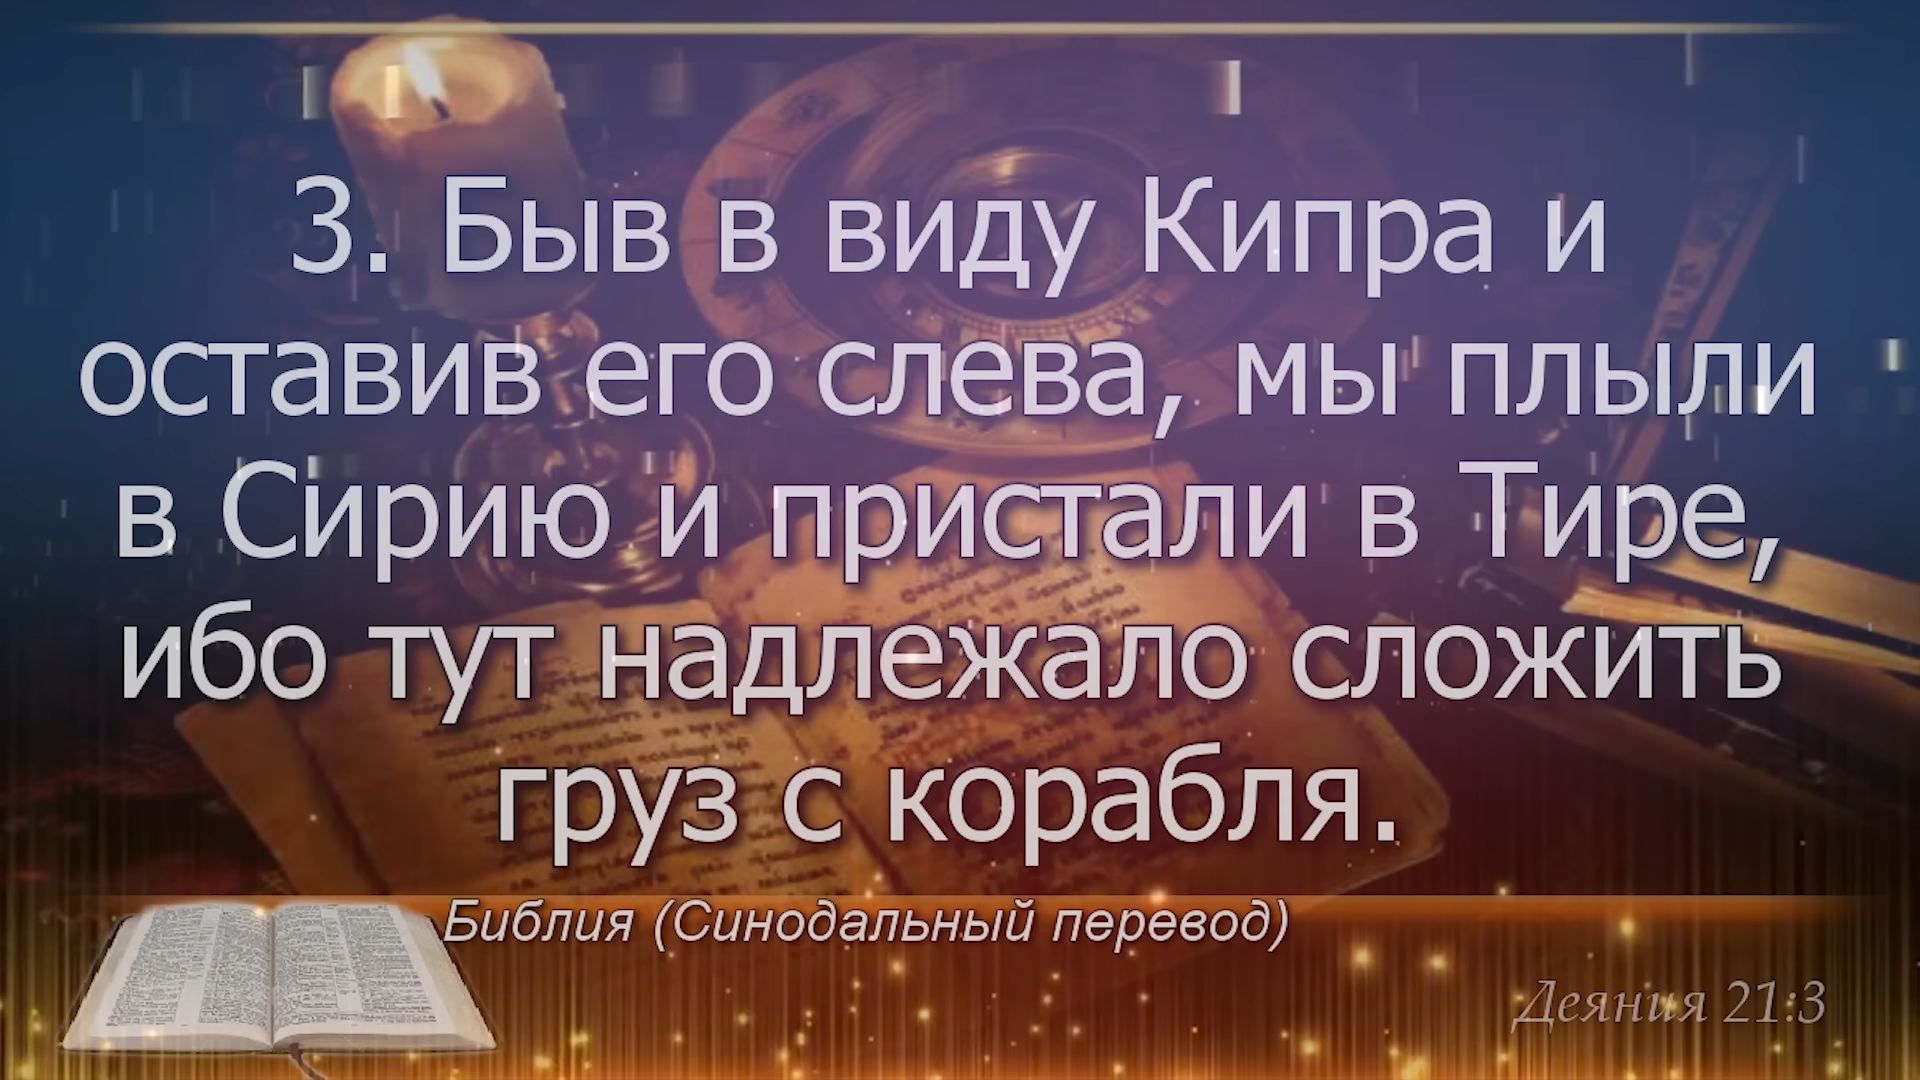 3. Быв в виду Кипра и
оставив его слева, мы плыли
в Сирию и пристали в Тире,
ибо тут надлежало сложить
груз с корабля.
Библия (Синодальный перевод)
Деяния 21:3